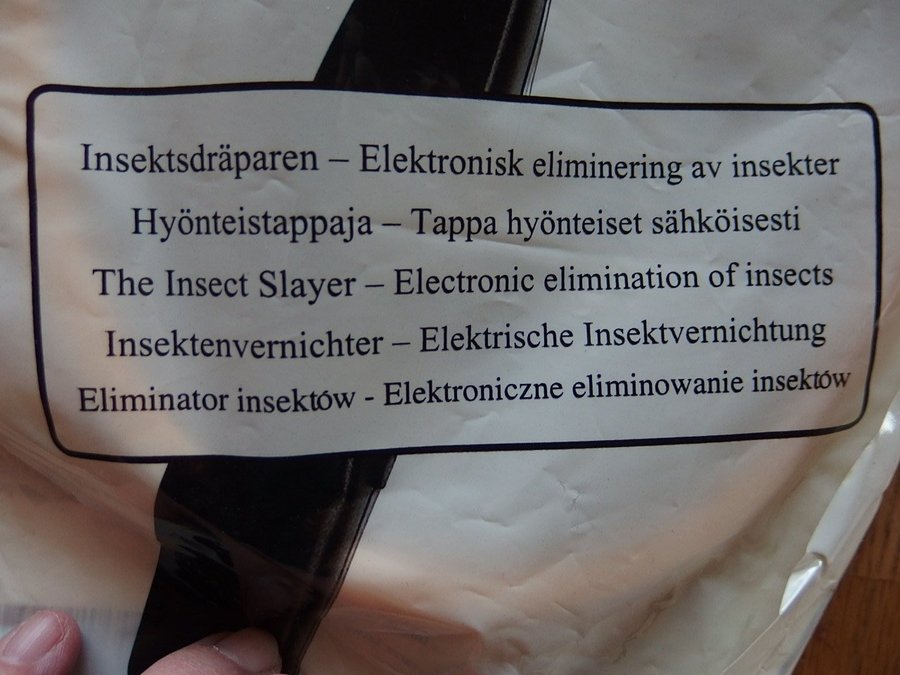 Insektsdräparen – Elektronisk eliminering av insekter
Hyönteistappaja – Tappa hyönteiset sähköisesti
The Insect Slayer – Electronic elimination of insects
Insektenvernichter – Elektrische Insektvernichtung
Eliminator insektów - Elektroniczne eliminowanie insektów